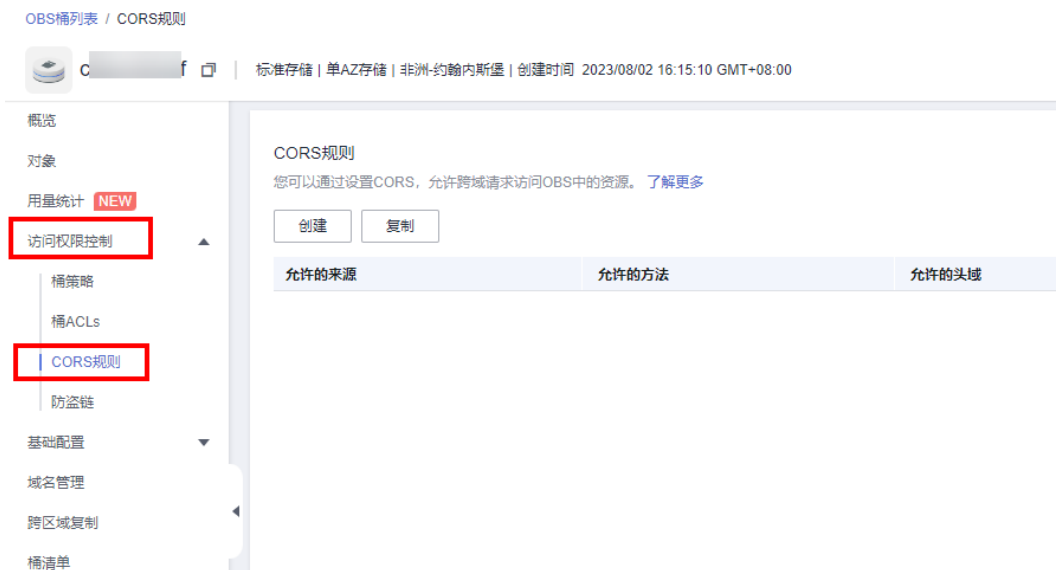 OBS桶列表 / CORS规则
标准存储 | 单AZ存储 | 非洲-约翰内斯堡 | 创建时间 2023/08/02 16:15:10 GMT+08:00
概览
对象
用量统计 NEW
访问权限控制
桶策略
桶ACLs
CORS规则
防盗链
基础配置
域名管理
跨区域复制
桶清单
CORS规则
您可以通过设置CORS，允许跨域请求访问OBS中的资源。 了解更多
创建 复制
允许的来源 允许的方法 允许的头域